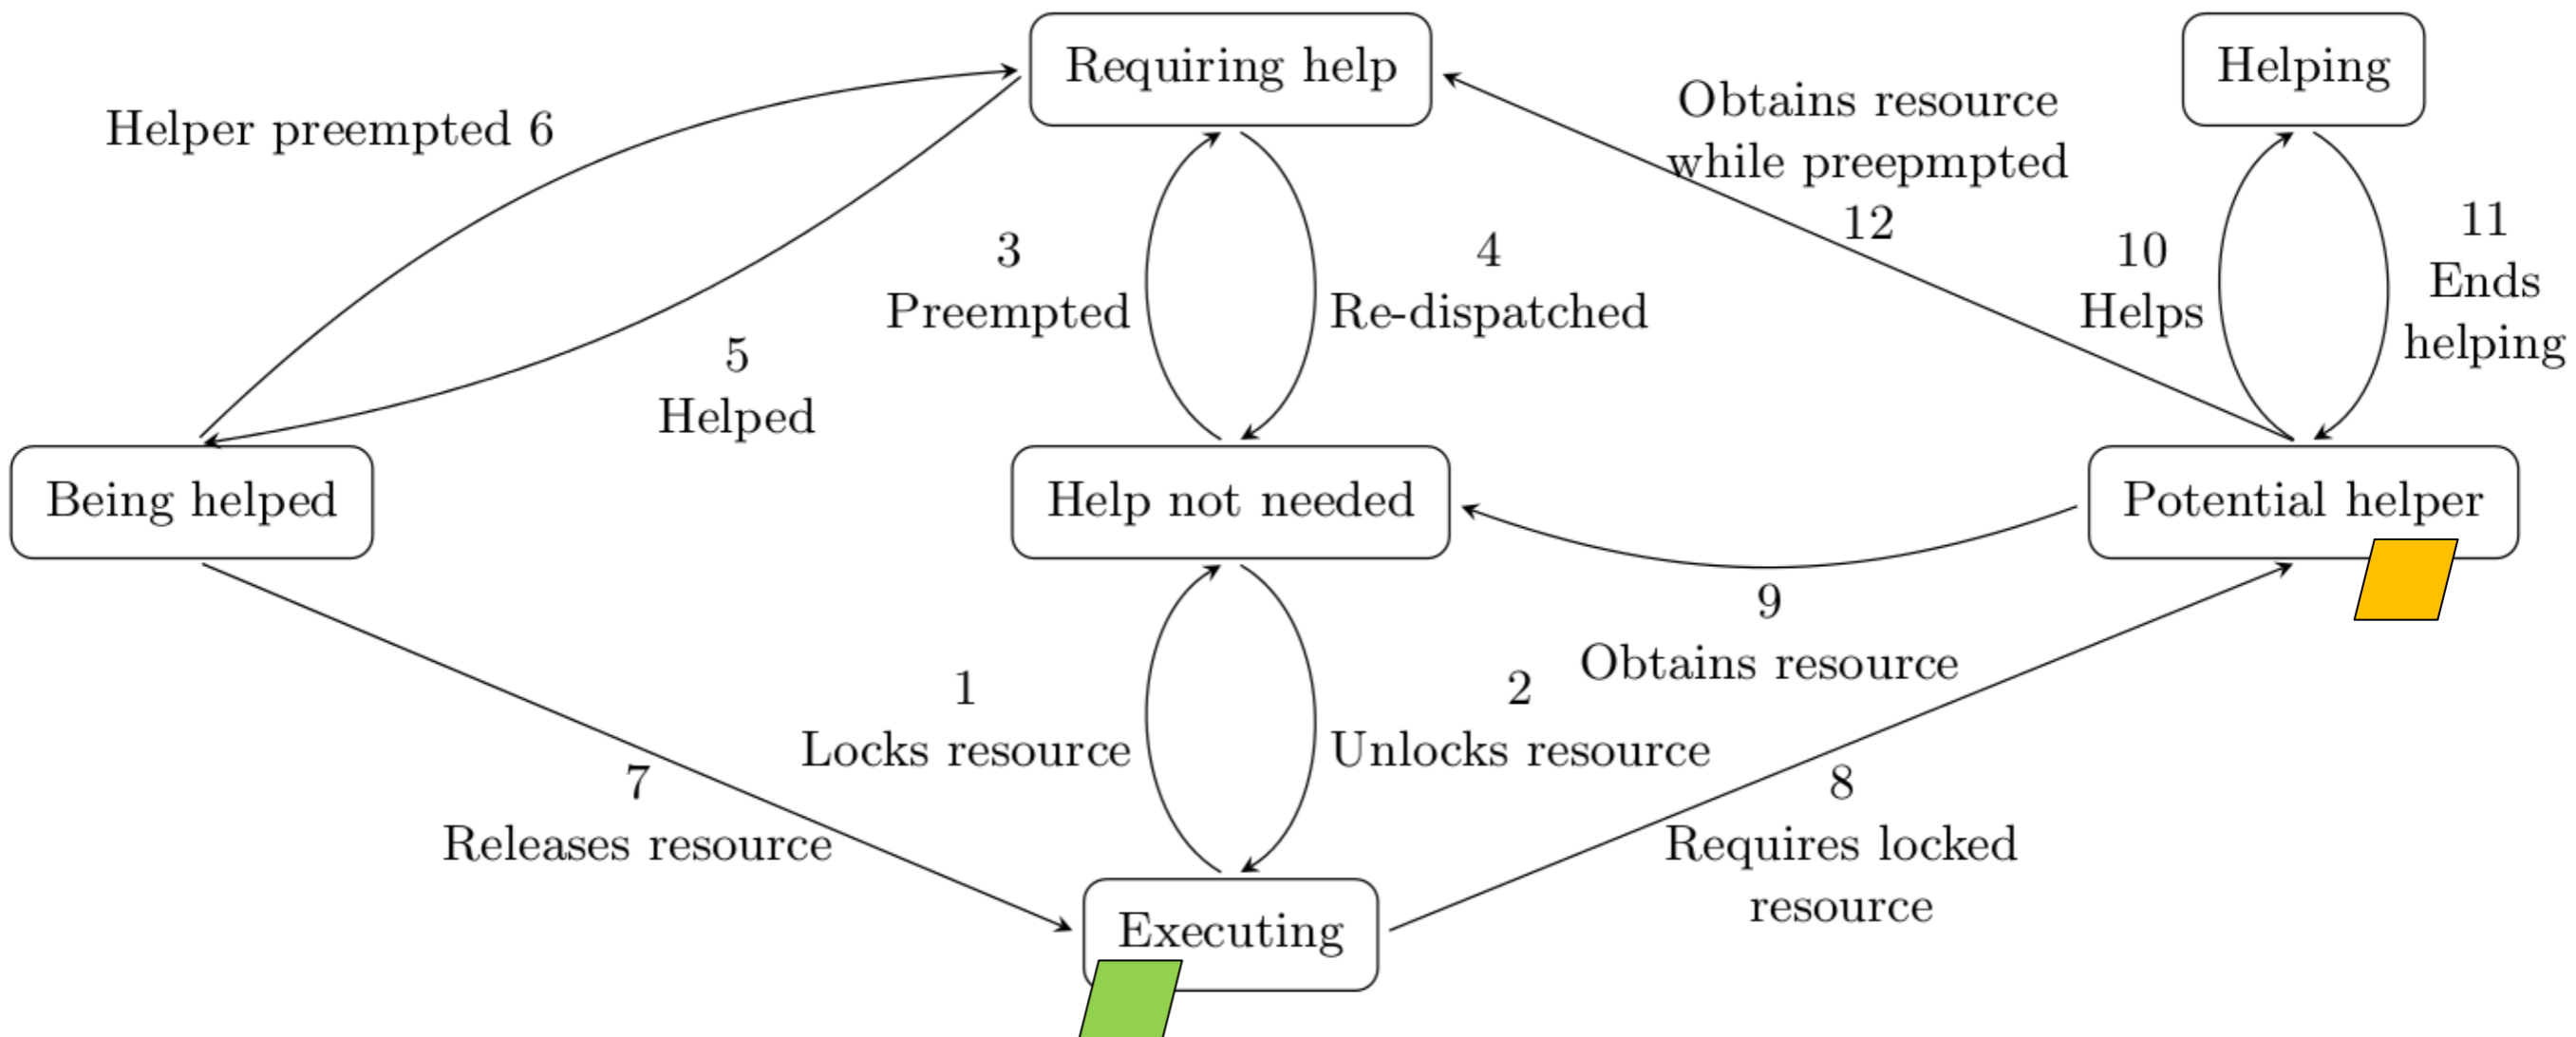 Requiring help
Helping
Obtains resource
while preepmpted
12
Helper preempted 6
3
Preempted
4
Re-dispatched
10
Helps
11
Ends
helping
5
Helped
Being helped
Help not needed
Potential helper
9
Obtains resource
1
Locks resource
2
Unlocks resource
7
Releases resource
8
Requires locked
resource
Executing